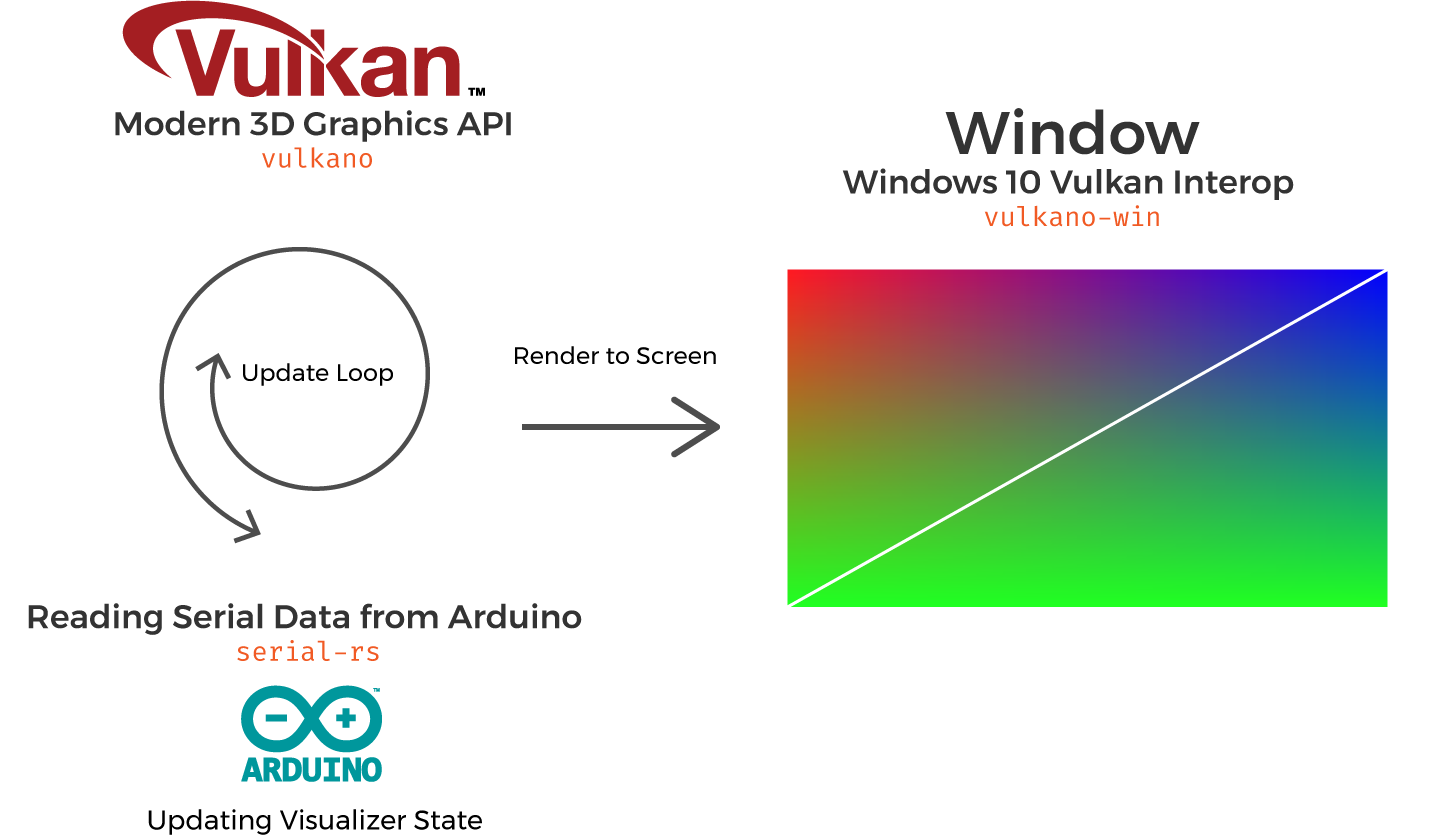 Vulkan™
Modern 3D Graphics API
vulkano
Window
Windows 10 Vulkan Interop
vulkano-win
Update Loop
Render to Screen
Reading Serial Data from Arduino
serial-rs
™
ARDUINO
Updating Visualizer State